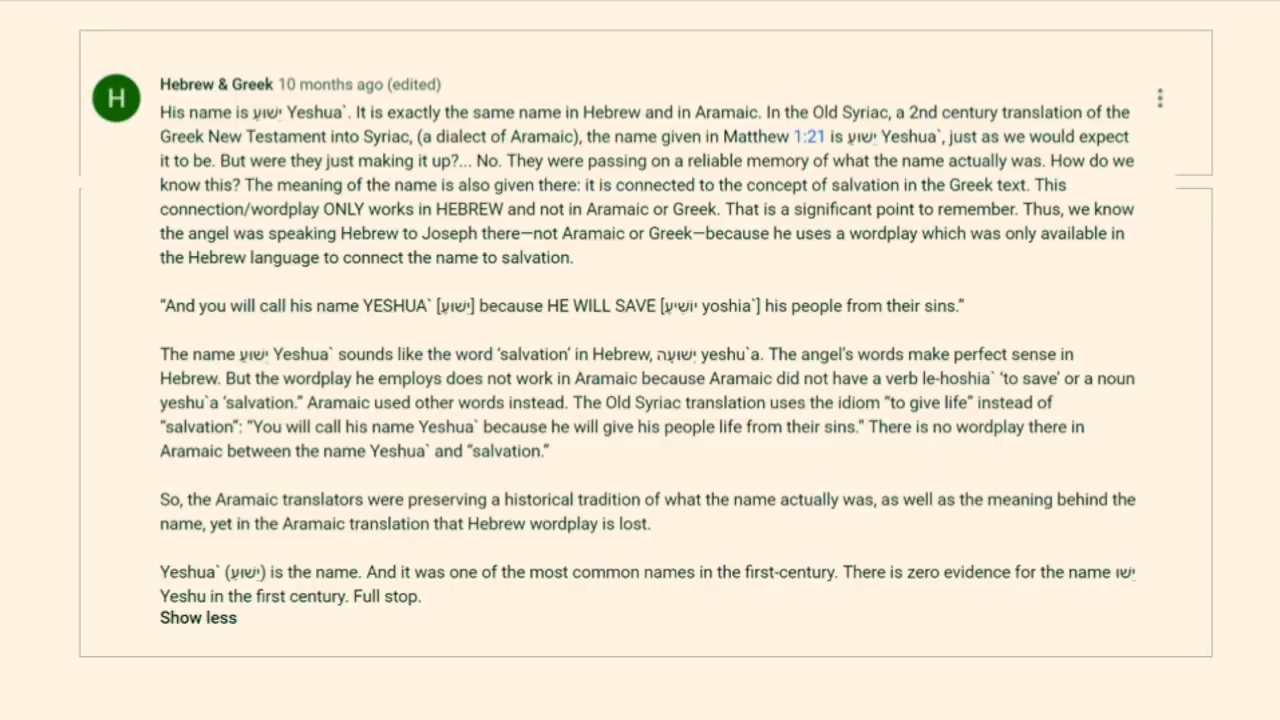 H
Hebrew & Greek 10 months ago (edited)
His name is יֵשׁוּעַ Yeshua`. It is exactly the same name in Hebrew and in Aramaic. In the Old Syriac, a 2nd century translation of the
Greek New Testament into Syriac, (a dialect of Aramaic), the name given in Matthew 1:21 is יֵשׁוּעַ Yeshua`, just as we would expect
it to be. But were they just making it up?... No. They were passing on a reliable memory of what the name actually was. How do we
know this? The meaning of the name is also given there: it is connected to the concept of salvation in the Greek text. This
connection/wordplay ONLY works in HEBREW and not in Aramaic or Greek. That is a significant point to remember. Thus, we know
the angel was speaking Hebrew to Joseph there—not Aramaic or Greek—because he uses a wordplay which was only available in
the Hebrew language to connect the name to salvation.
“And you will call his name YESHUA` [יֵשׁוּעַ] because HE WILL SAVE [יוֹשִׁיעַ yoshia`] his people from their sins.”
The name יֵשׁוּעַ Yeshua` sounds like the word ‘salvation’ in Hebrew, יְשׁוּעָה yeshu`a. The angel’s words make perfect sense in
Hebrew. But the wordplay he employs does not work in Aramaic because Aramaic did not have a verb le-hoshia` ‘to save’ or a noun
yeshu`a ‘salvation.” Aramaic used other words instead. The Old Syriac translation uses the idiom “to give life” instead of
“salvation”: “You will call his name Yeshua` because he will give his people life from their sins.” There is no wordplay there in
Aramaic between the name Yeshua` and “salvation.”
So, the Aramaic translators were preserving a historical tradition of what the name actually was, as well as the meaning behind the
name, yet in the Aramaic translation that Hebrew wordplay is lost.
Yeshua` (יֵשׁוּעַ) is the name. And it was one of the most common names in the first-century. There is zero evidence for the name יֵשׁוּ
Yeshu in the first century. Full stop.
Show less